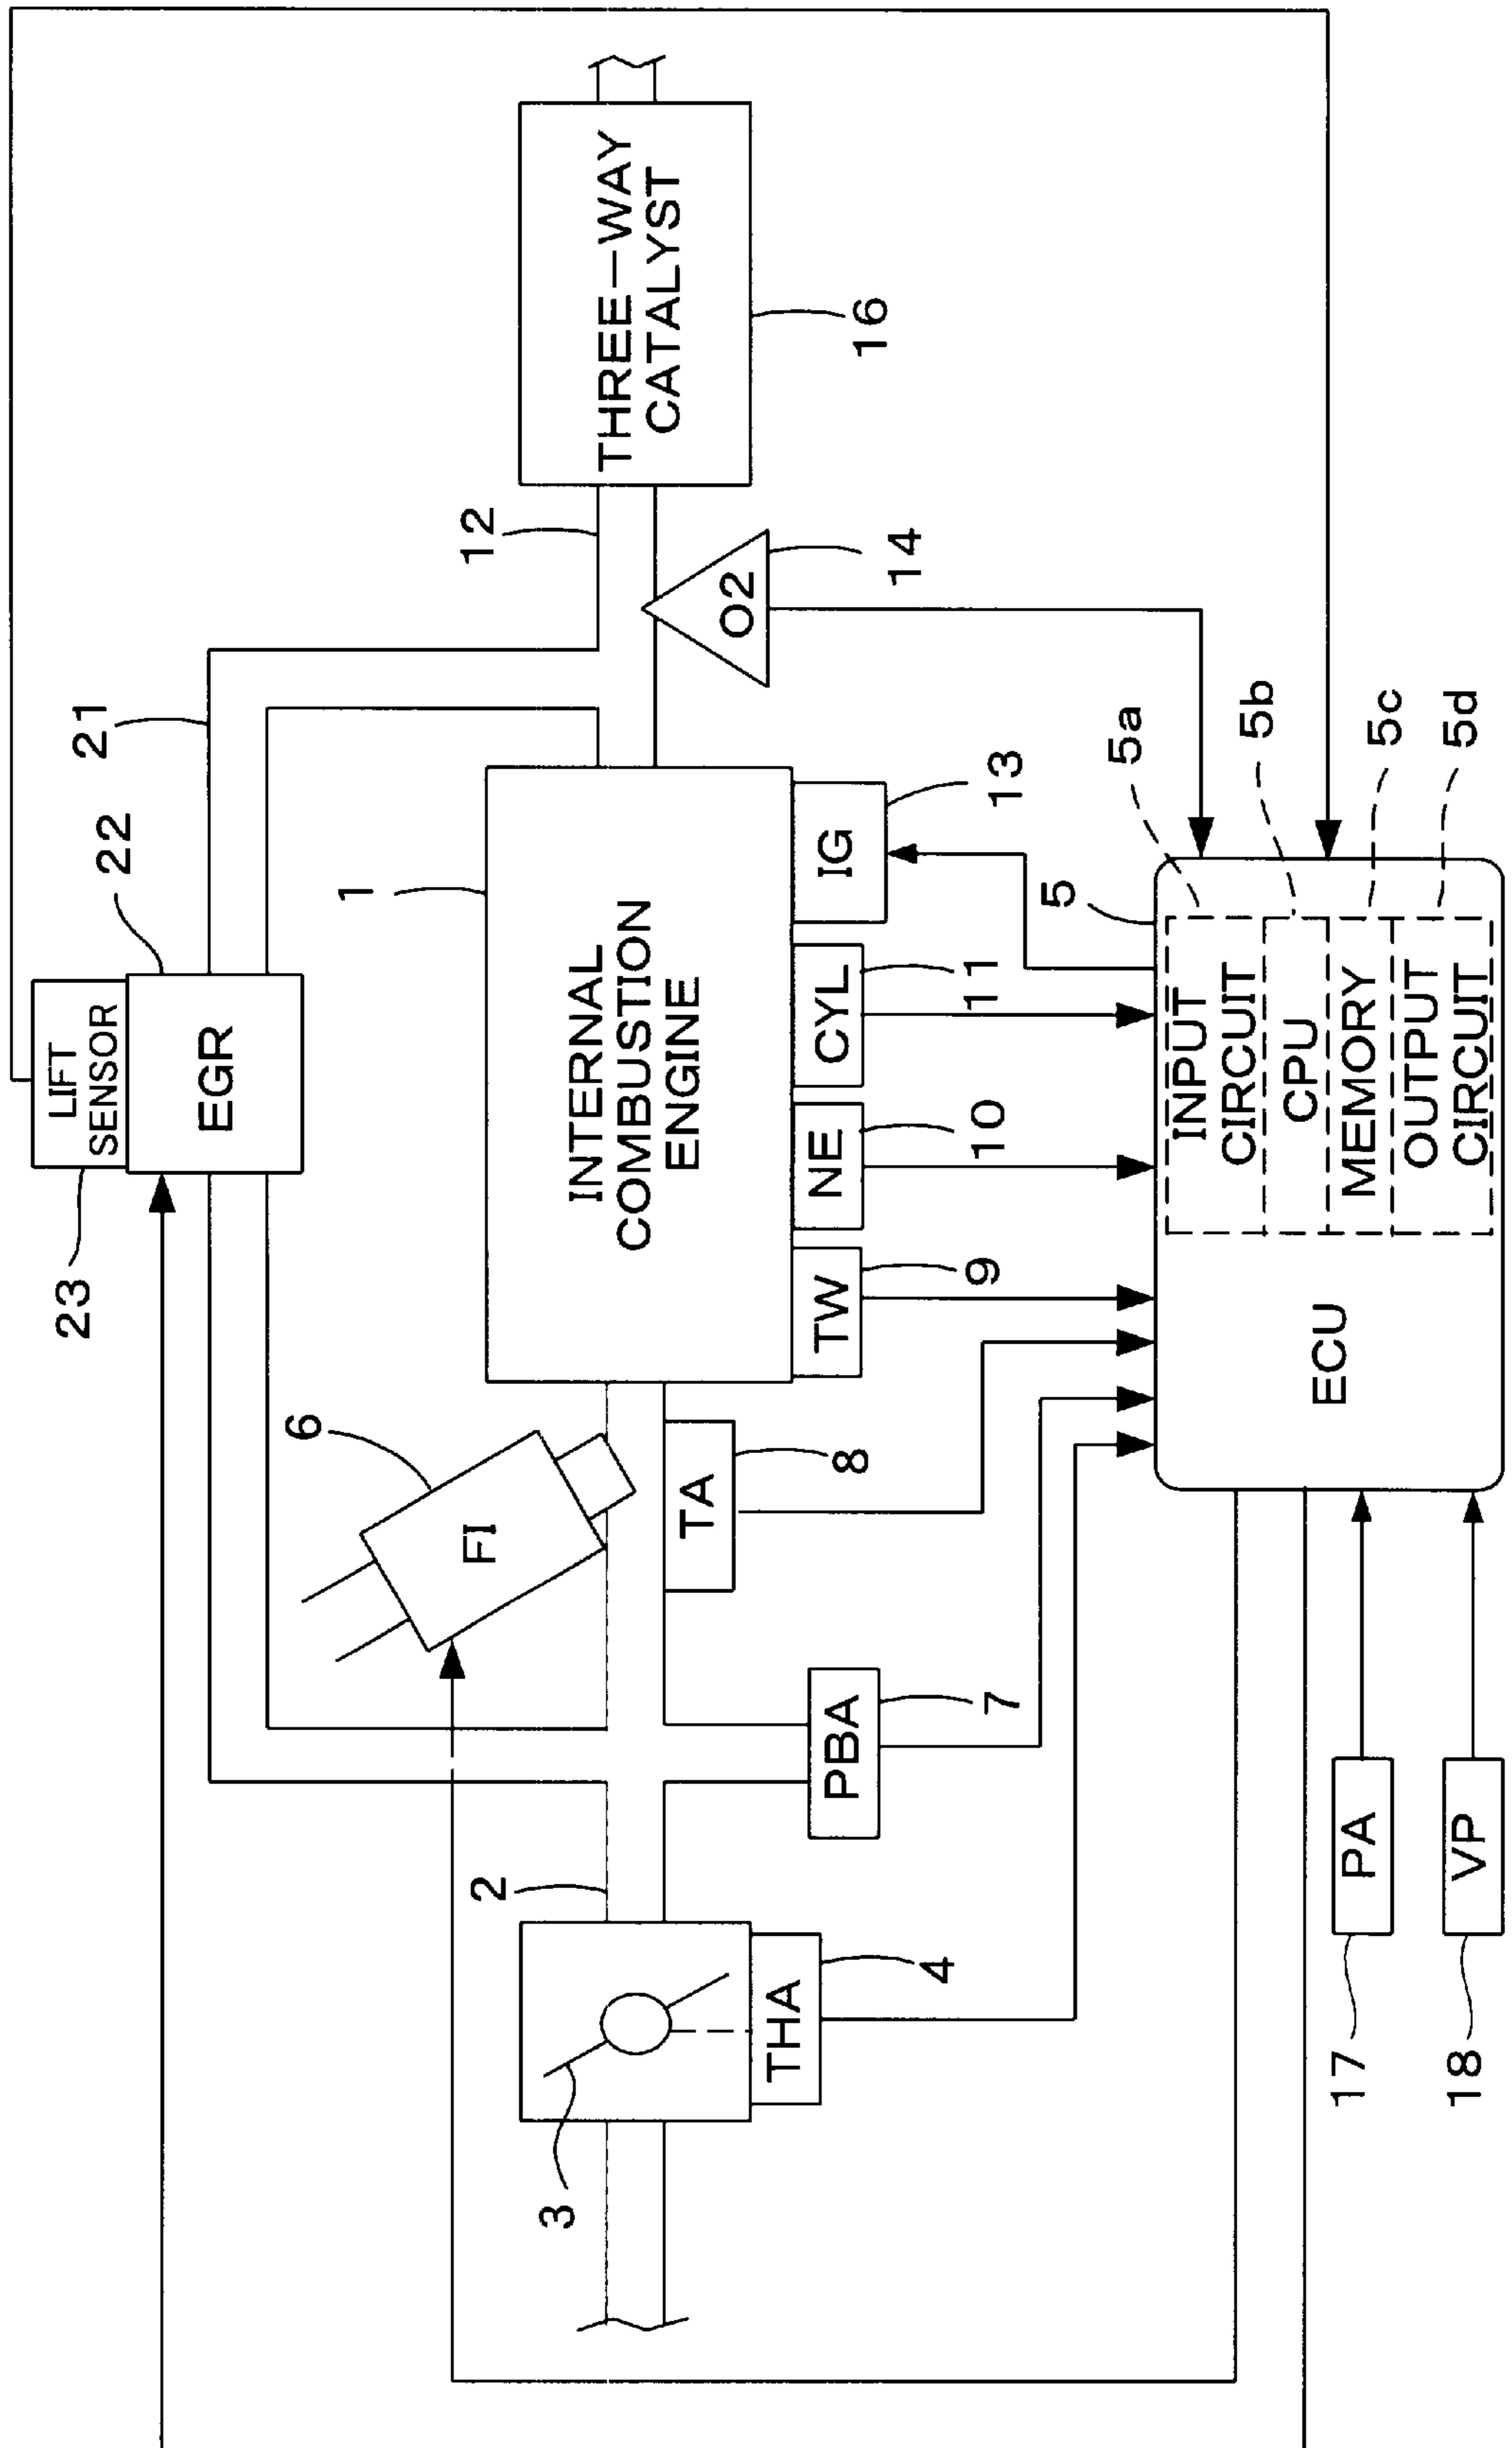 23
LIFT
SENSOR
22
EGR
21
6
FI
1
INTERNAL
COMBUSTION
ENGINE
12
THREE-WAY
CATALYST
16
3
2
THA
4
PBA
7
TA
8
TW
9
NE
10
CYL
11
IG
13
O2
14
17
PA
18
VP
ECU
5
INPUT
CIRCUIT
CPU
MEMORY
OUTPUT
CIRCUIT
5a
5b
5c
5d